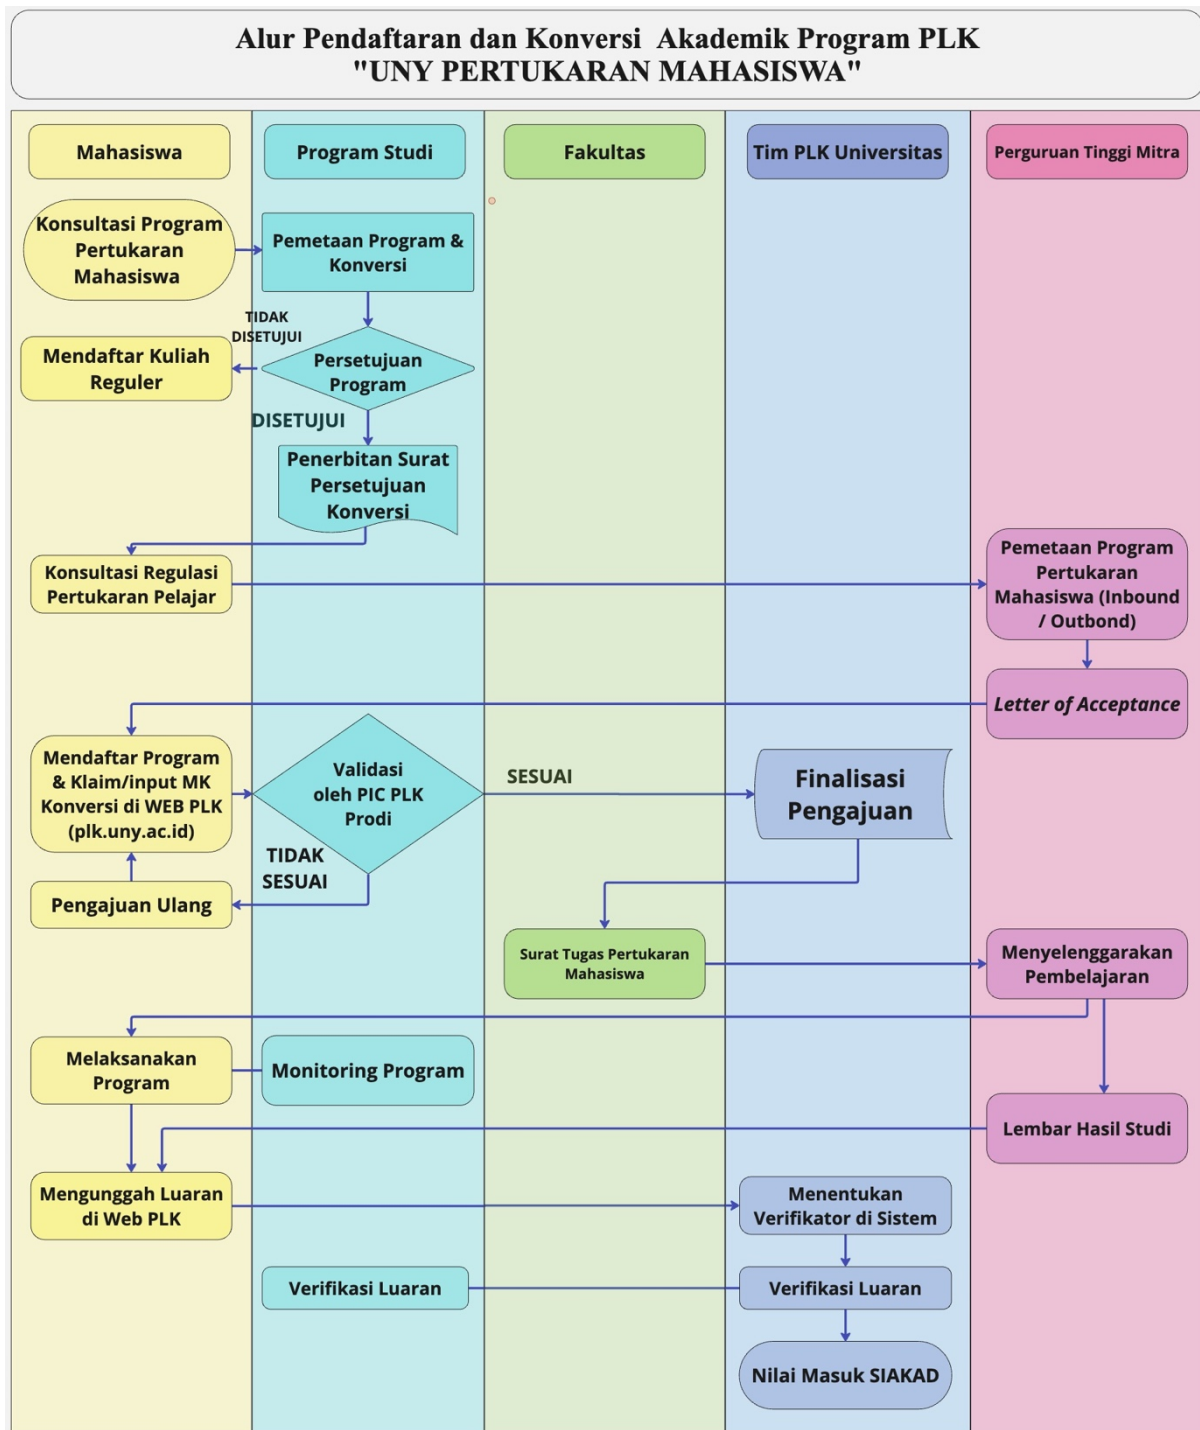 Alur Pendaftaran dan Konversi Akademik Program PLK
"UNY PERTUKARAN MAHASISWA"
Mahasiswa
Program Studi
Fakultas
Tim PLK Universitas
Perguruan Tinggi Mitra
Konsultasi Program
Pertukaran
Mahasiswa
Pemetaan Program &
Konversi
TIDAK
DISETUJUI
Mendaftar Kuliah
Reguler
Persetujuan
Program
DISETUJUI
Penerbitan Surat
Persetujuan
Konversi
Konsultasi Regulasi
Pertukaran Pelajar
Pemetaan Program
Pertukaran
Mahasiswa (Inbound
/ Outbond)
Letter of Acceptance
Mendaftar Program
& Klaim/input MK
Konversi di WEB PLK
(plk.uny.ac.id)
Validasi
oleh PIC PLK
Prodi
SESUAI
Finalisasi
Pengajuan
TIDAK
SESUAI
Pengajuan Ulang
Surat Tugas Pertukaran
Mahasiswa
Menyelenggarakan
Pembelajaran
Melaksanakan
Program
Monitoring Program
Lembar Hasil Studi
Mengunggah Luaran
di Web PLK
Menentukan
Verifikator di Sistem
Verifikasi Luaran
Verifikasi Luaran
Nilai Masuk SIAKAD